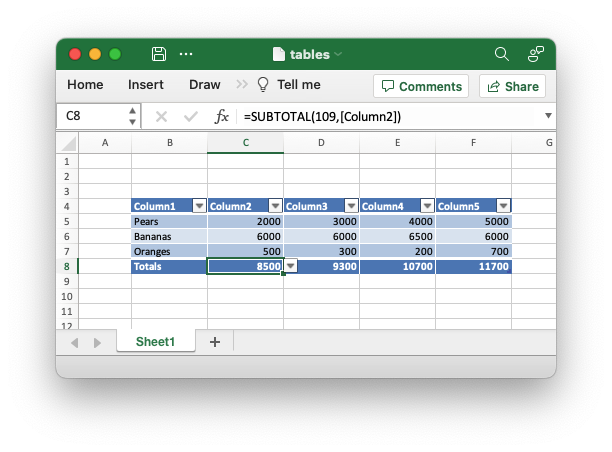 tables
Home Insert Draw Tell me Comments Share
C8 fx =SUBTOTAL(109,[Column2])
A B C D E F G
1
2
3
4 Column1 Column2 Column3 Column4 Column5
5 Pears 2000 3000 4000 5000
6 Bananas 6000 6000 6500 6000
7 Oranges 500 300 200 700
8 Totals 8500 9300 10700 11700
9
10
11
12
Sheet1